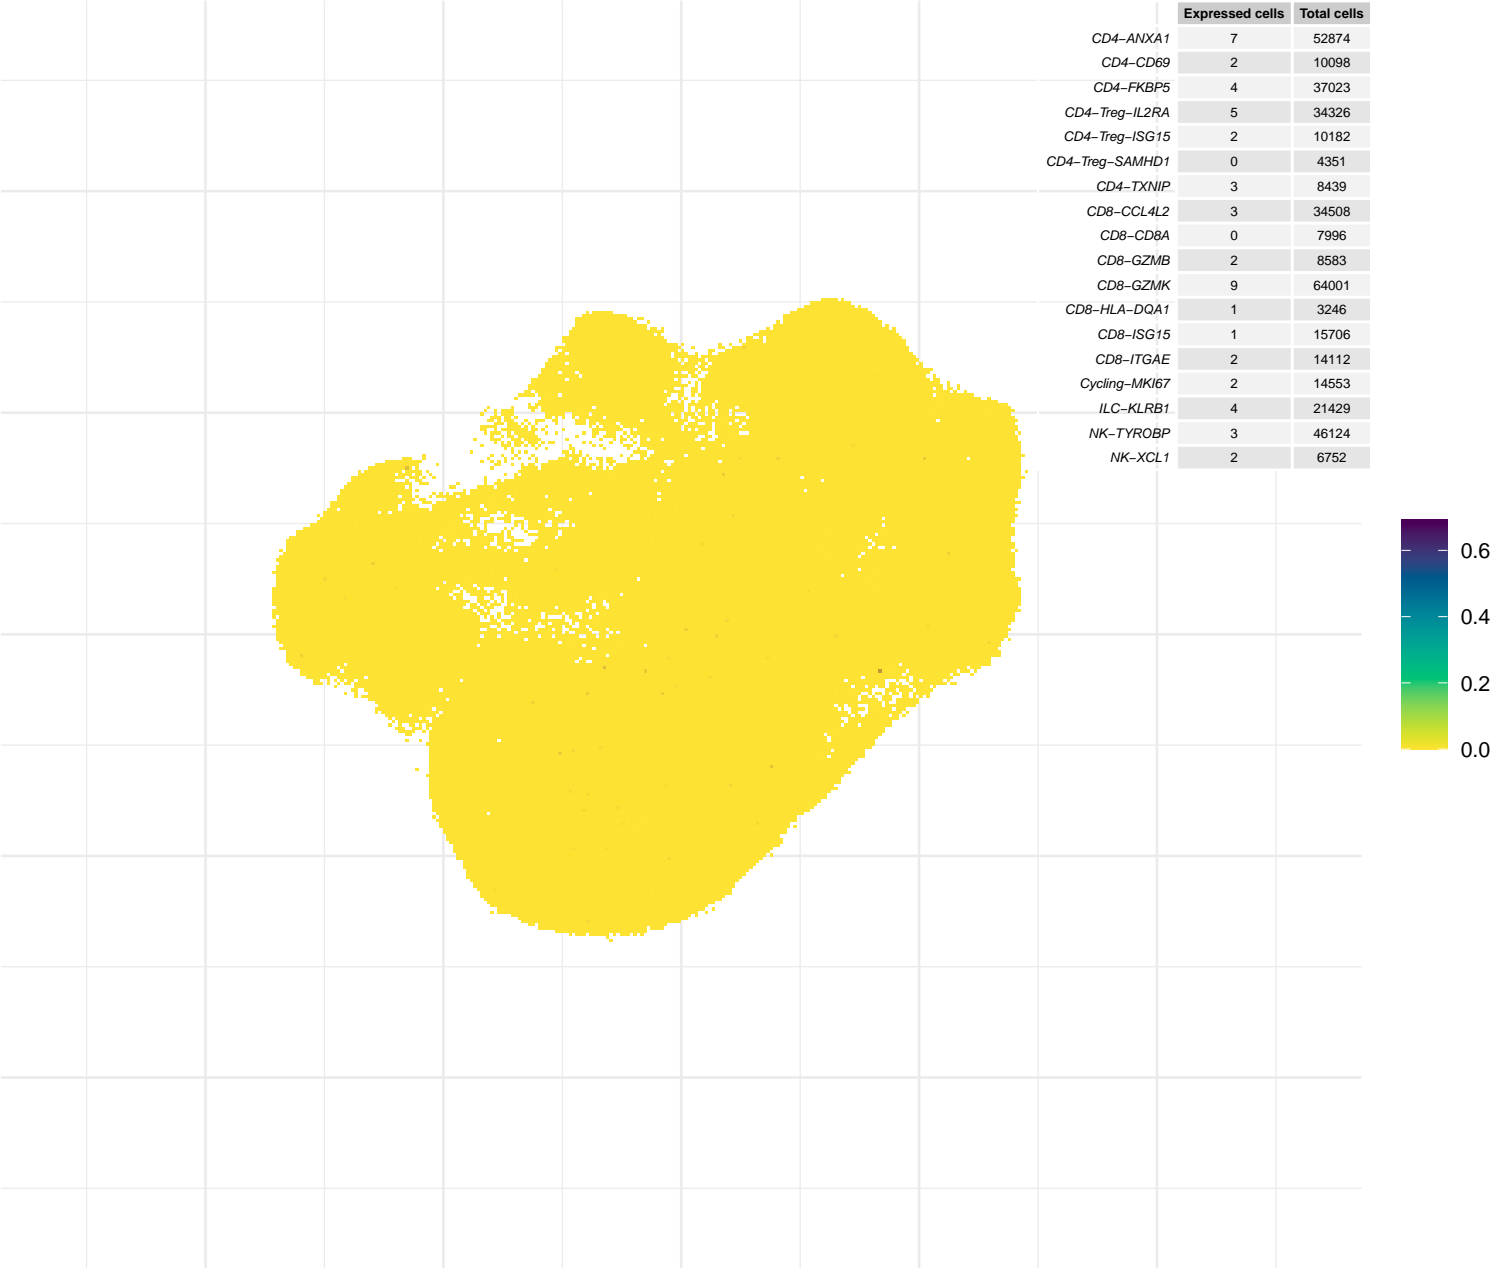 Expressed cells Total cells
CD4−ANXA1 7 52874
CD4−CD69 2 10098
CD4−FKBP5 4 37023
CD4−Treg−IL2RA 5 34326
CD4−Treg−ISG15 2 10182
CD4−Treg−SAMHD1 0 4351
CD4−TXNIP 3 8439
CD8−CCL4L2 3 34508
CD8−CD8A 0 7996
CD8−GZMB 2 8583
CD8−GZMK 9 64001
CD8−HLA−DQA1 1 3246
CD8−ISG15 1 15706
CD8−ITGAE 2 14112
Cycling−MKI67 2 14553
ILC−KLRB1 4 21429
NK−TYROBP 3 46124
NK−XCL1 2 6752
0.6
0.4
0.2
0.0